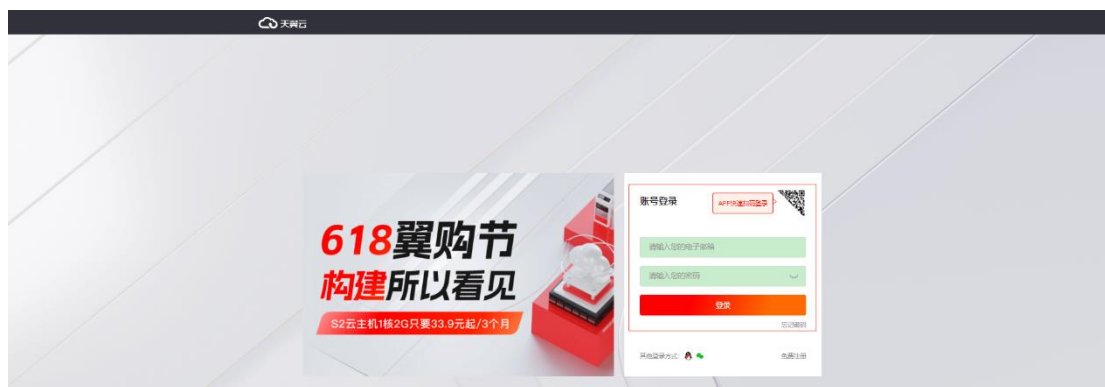 天翼云
618翼购节
构建所以看见
S2云主机1核2G只要33.9元起/3个月
账号登录
APP快速扫码登录
请输入您的电子邮箱
请输入您的密码
登录
忘记密码
其他登录方式:
免费注册